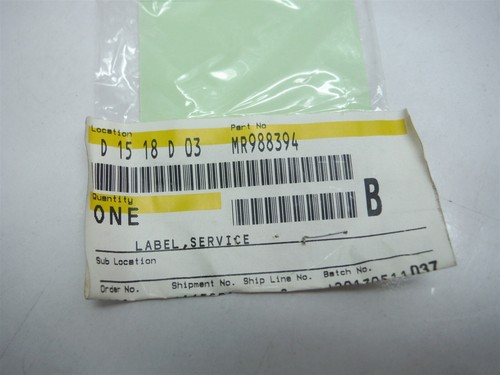 Location Part No
D 15 18 D 03 MR988394
Quantity
ONE B
LABEL,SERVICE
Sub Location
Order No. Shipment No. Ship Line No. Batch No.